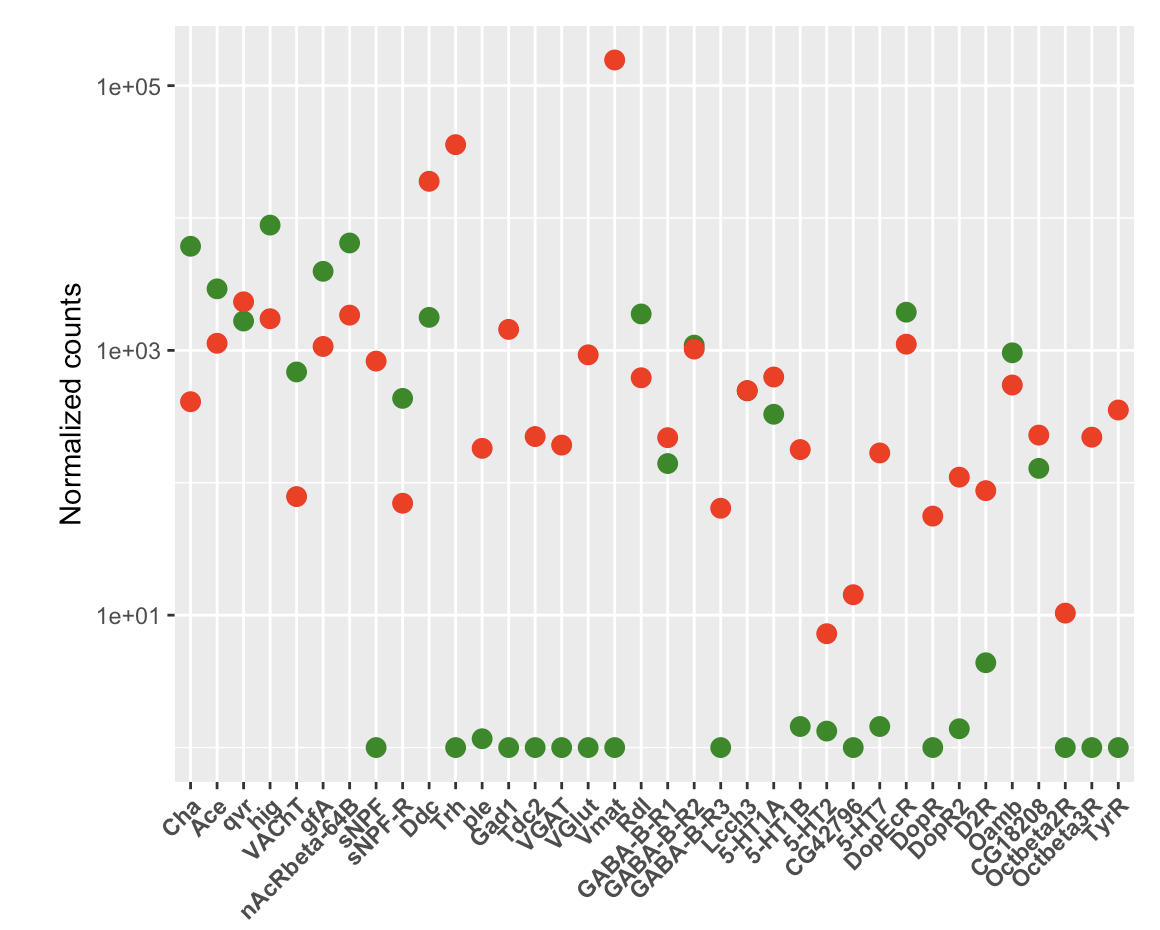 Normalized counts
1e+05
1e+03
1e+01
Cha
Ace
qvr
hig
VAChT
gfA
nAcRbeta-64B
sNPF
sNPF-R
Ddc
Trh
ple
Gad1
Tdc2
VGAT
VGlut
Vmat
Rdl
GABA-B-R1
GABA-B-R2
GABA-B-R3
Lcch3
5-HT1A
5-HT1B
5-HT2
CG42796
5-HT7
DopEcR
DopR
DopR2
D2R
Oamb
CG18208
Octbeta2R
Octbeta3R
TyrR